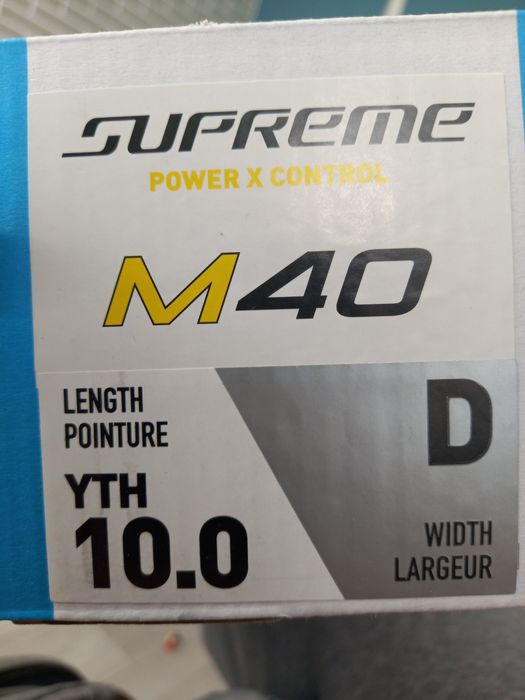 SUPREME
POWER X CONTROL
M40
LENGTH
POINTURE
YTH
10.0
D
WIDTH
LARGEUR